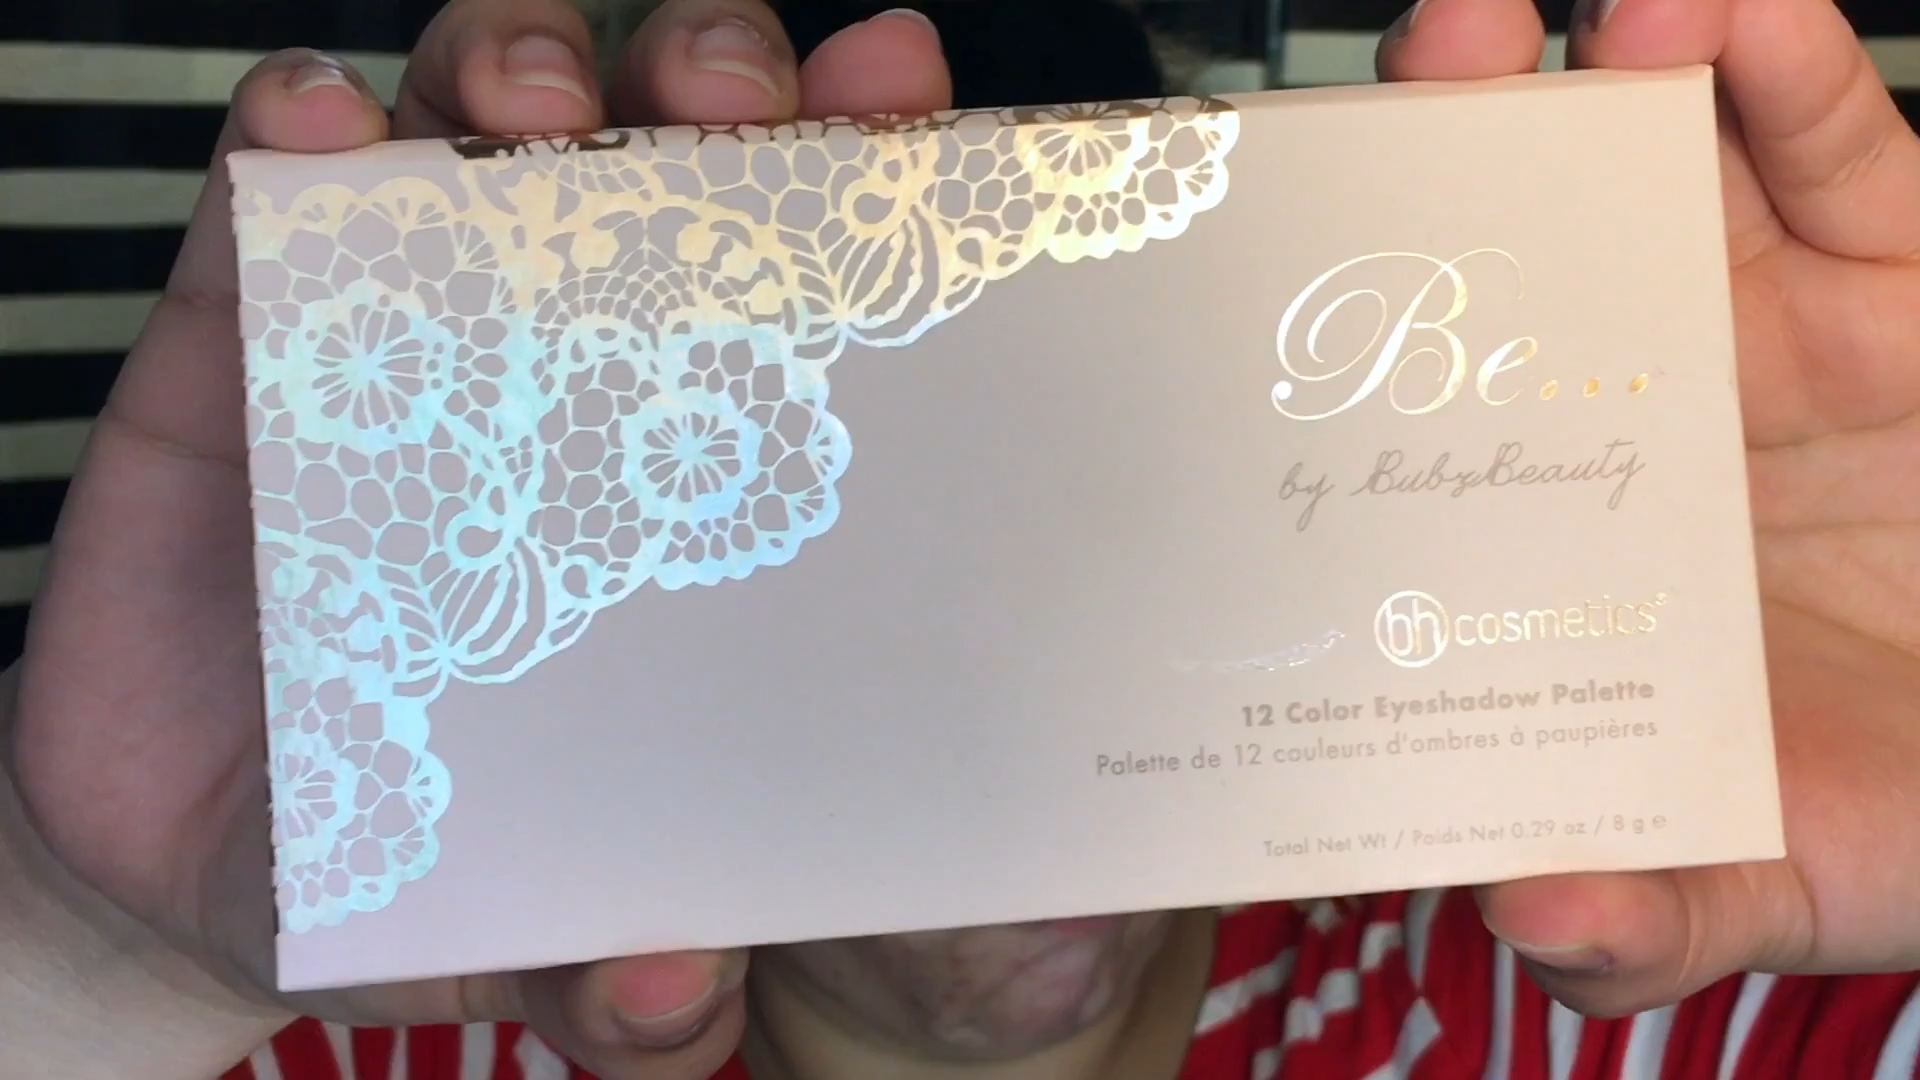 Be...
by BubzBeauty
bh cosmetics®
12 Color Eyeshadow Palette
Palette de 12 couleurs d'ombres à paupières
Total Net Wt / Poids Net 0.29 oz / 8 g ℮